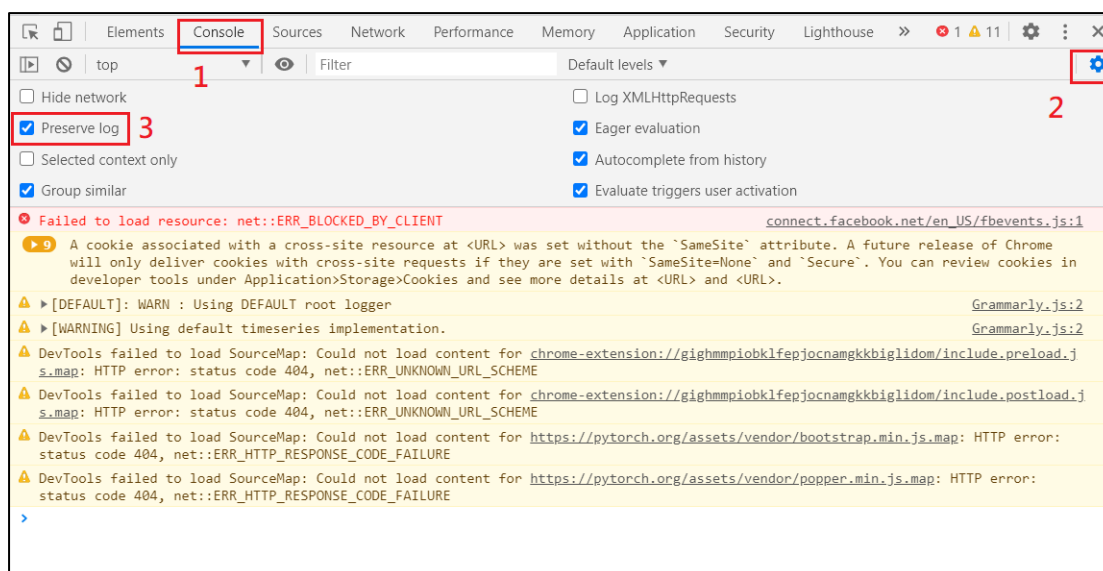 Elements Console Sources Network Performance Memory Application Security Lighthouse » 1 11
top Filter Default levels ▼
1
2
Hide network Log XMLHttpRequests
Preserve log 3 Eager evaluation
Selected context only Autocomplete from history
Group similar Evaluate triggers user activation
Failed to load resource: net::ERR_BLOCKED_BY_CLIENT connect.facebook.net/en_US/fbevents.js:1
9 A cookie associated with a cross-site resource at <URL> was set without the `SameSite` attribute. A future release of Chrome
will only deliver cookies with cross-site requests if they are set with `SameSite=None` and `Secure`. You can review cookies in
developer tools under Application>Storage>Cookies and see more details at <URL> and <URL>.
[DEFAULT]: WARN : Using DEFAULT root logger Grammarly.js:2
[WARNING] Using default timeseries implementation. Grammarly.js:2
DevTools failed to load SourceMap: Could not load content for chrome-extension://gighmmpiobklfepjocnamgkkbiglidom/include.preload.j
s.map: HTTP error: status code 404, net::ERR_UNKNOWN_URL_SCHEME
DevTools failed to load SourceMap: Could not load content for chrome-extension://gighmmpiobklfepjocnamgkkbiglidom/include.postload.j
s.map: HTTP error: status code 404, net::ERR_UNKNOWN_URL_SCHEME
DevTools failed to load SourceMap: Could not load content for https://pytorch.org/assets/vendor/bootstrap.min.js.map: HTTP error:
status code 404, net::ERR_HTTP_RESPONSE_CODE_FAILURE
DevTools failed to load SourceMap: Could not load content for https://pytorch.org/assets/vendor/popper.min.js.map: HTTP error:
status code 404, net::ERR_HTTP_RESPONSE_CODE_FAILURE